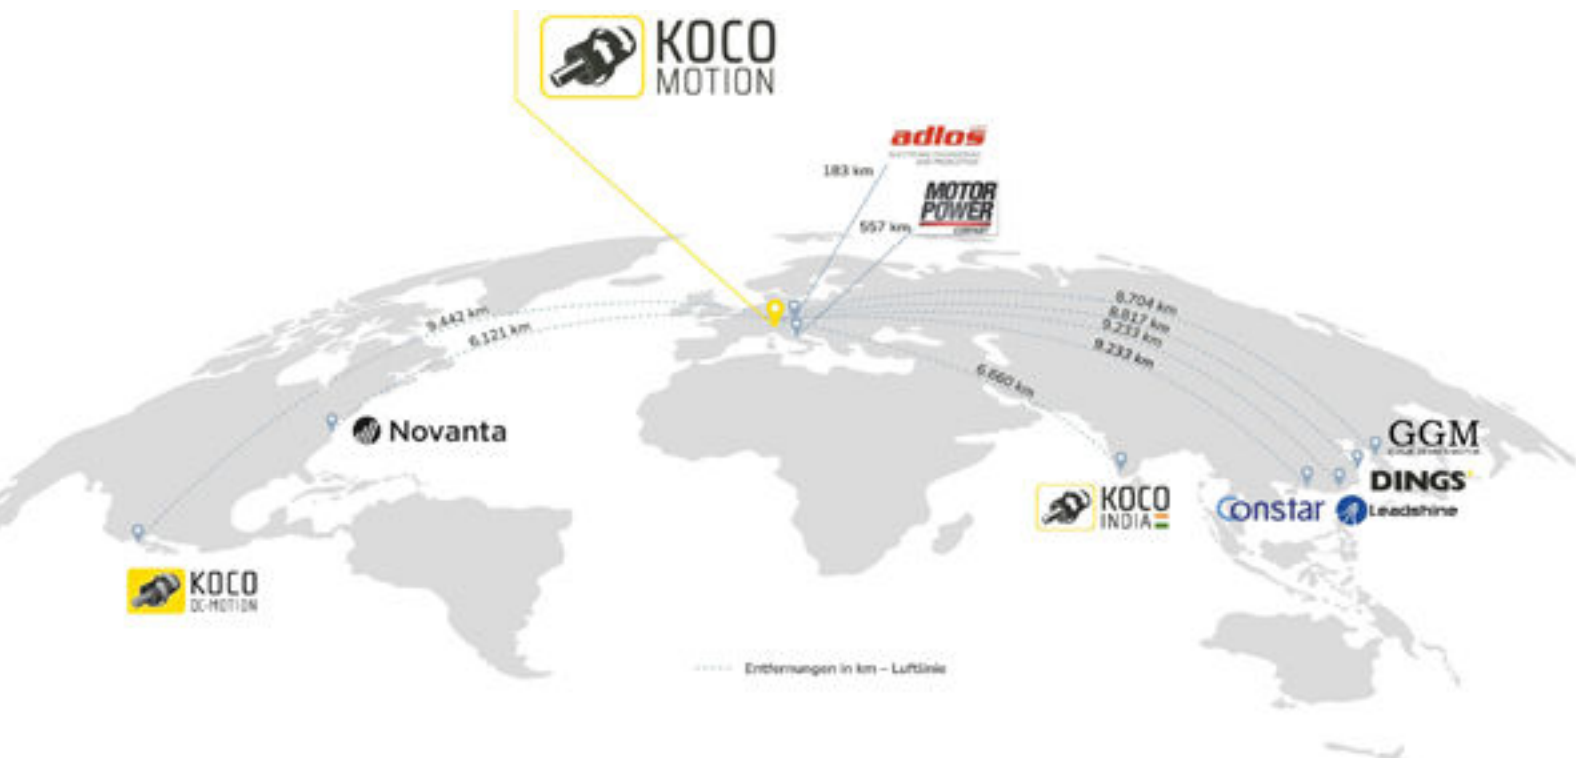 KOCO
MOTION
adlos
183 km
MOTOR
POWER
COMPANY
557 km
9.442 km
6.121 km
8.704 km
8.817 km
9.233 km
9.233 km
6.660 km
Novanta
GGM
DINGS
KOCO
INDIA
Constar
Leadshine
KOCO
DC-MOTION
Entfernungen in km – Luftlinie